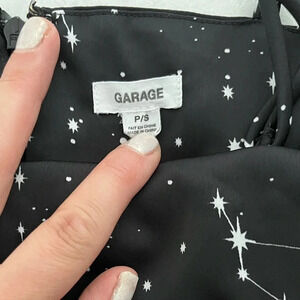 GARAGE
P/S
FAIT EN CHINE
MADE IN CHINA